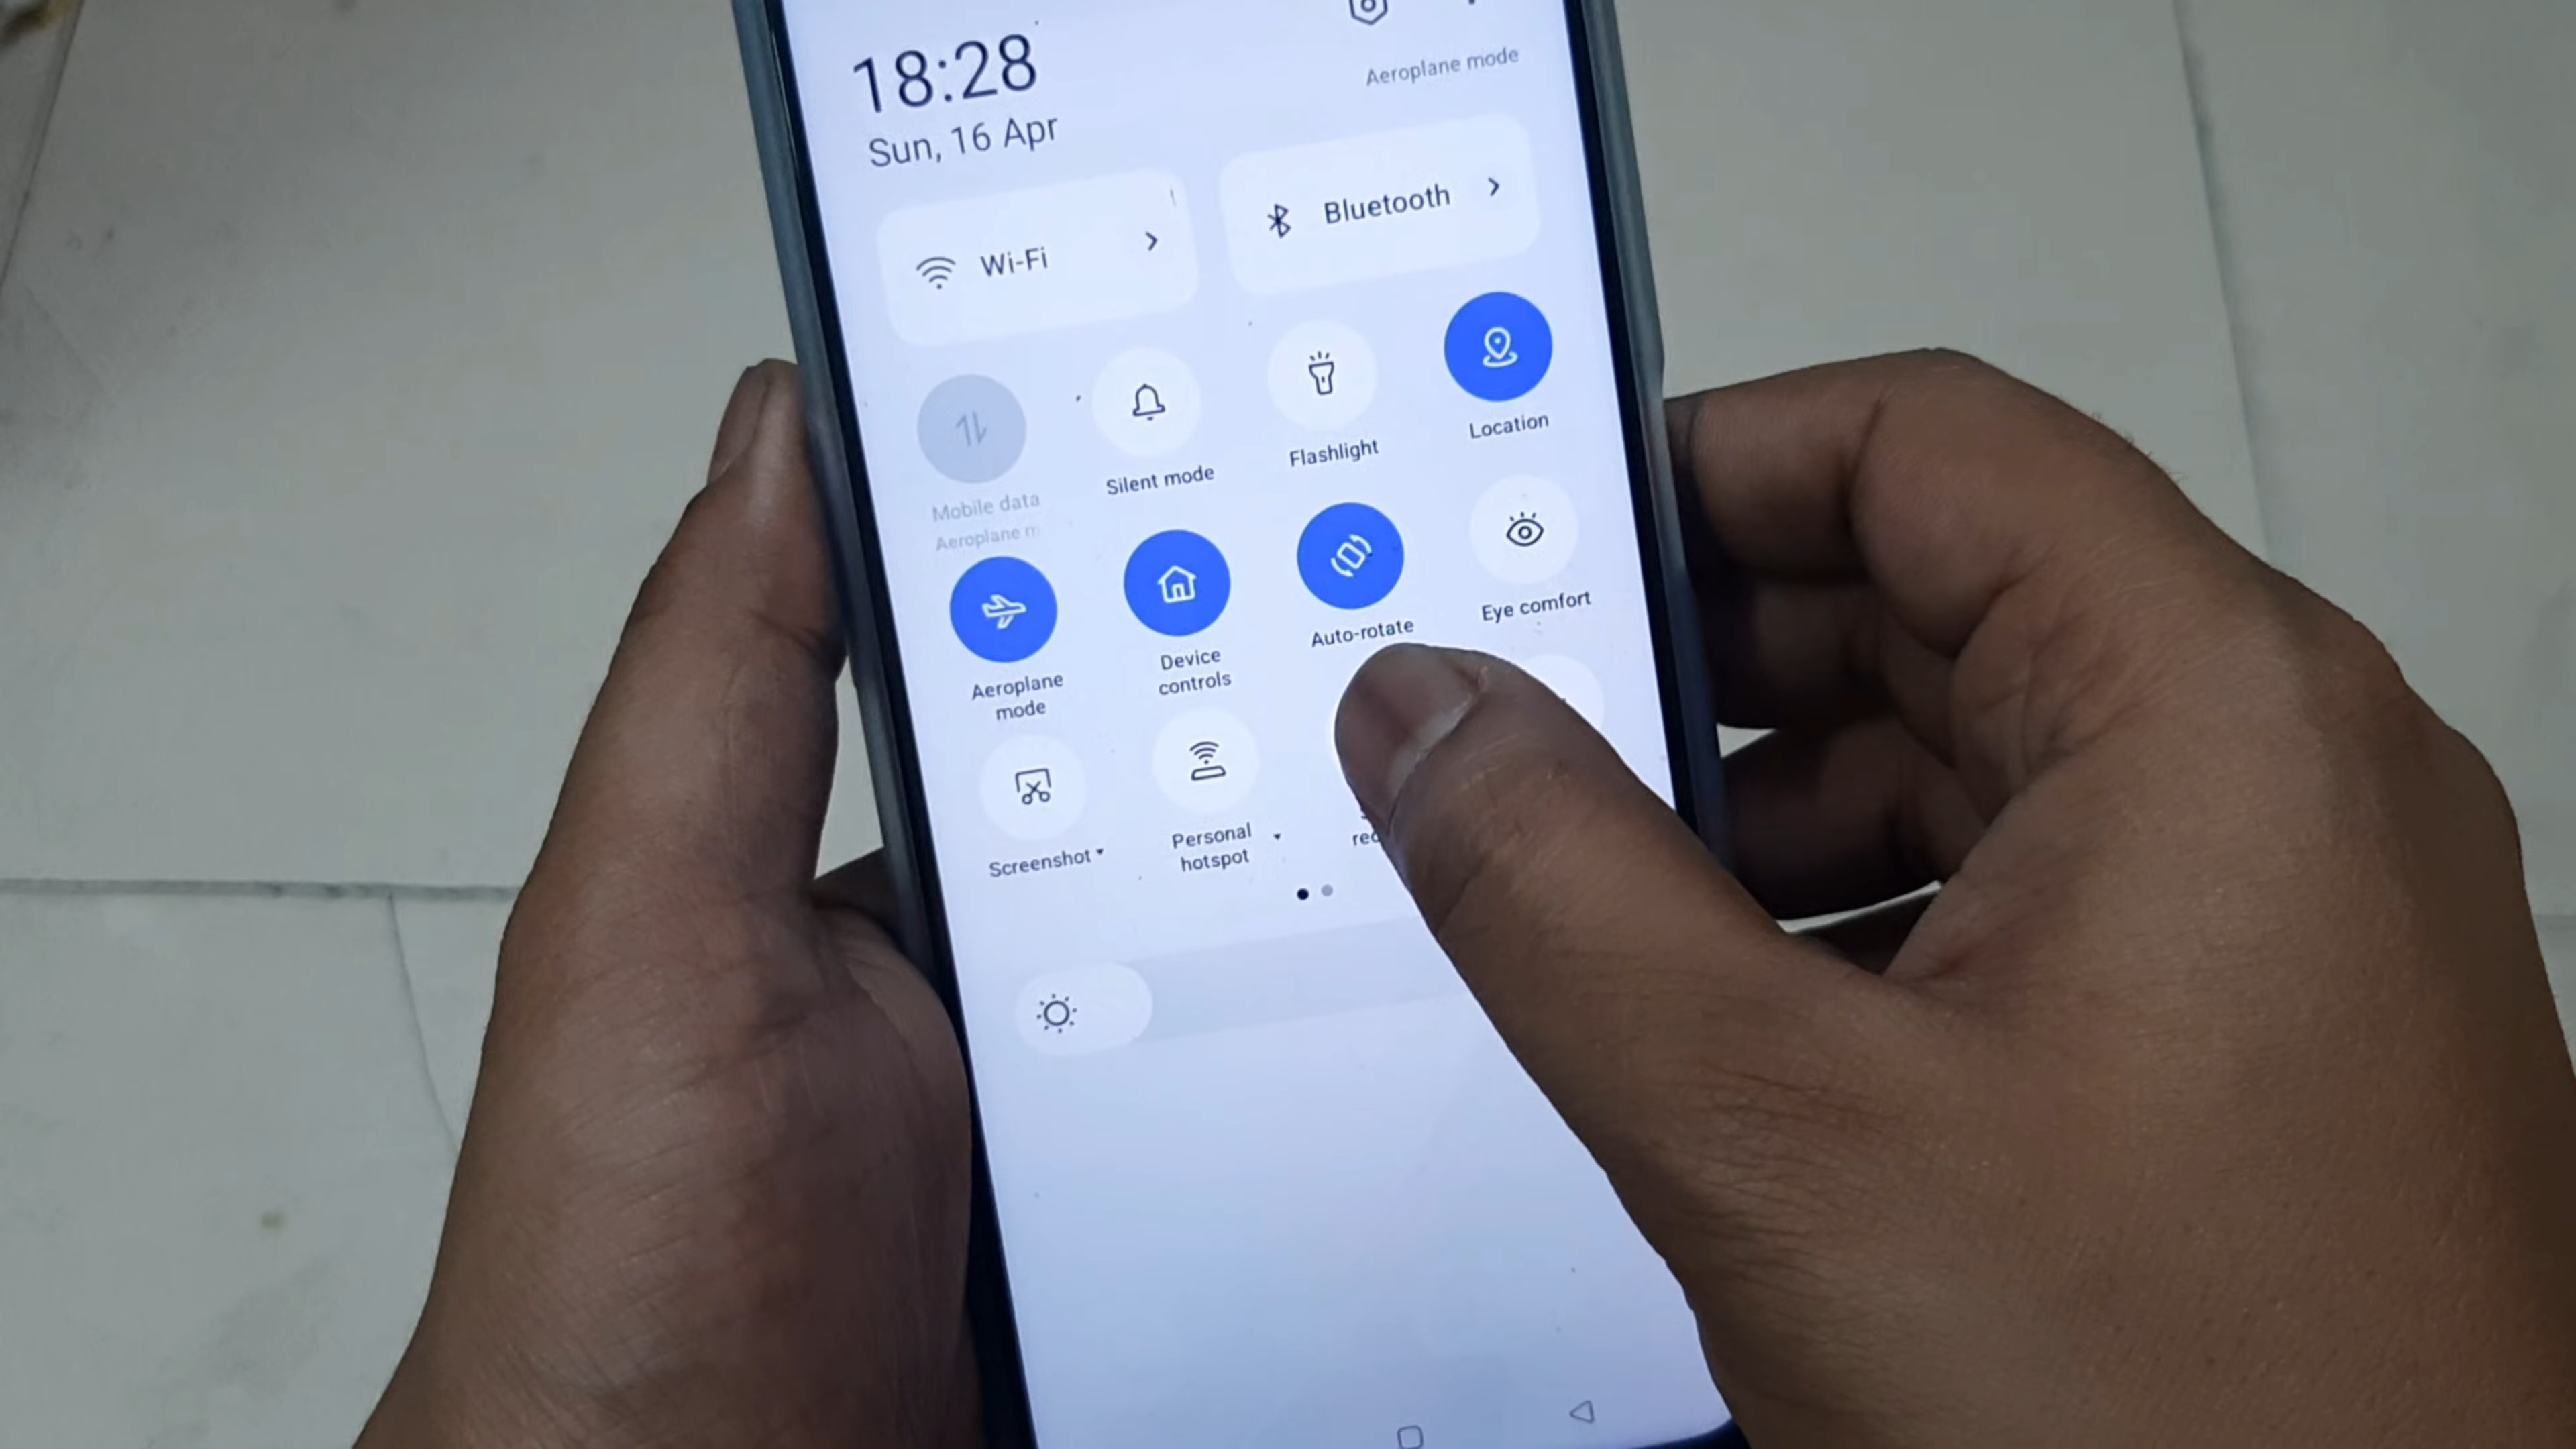 18:28
Aeroplane mode
Sun, 16 Apr
Wi-Fi
Bluetooth
Mobile data
Aeroplane m
Silent mode
Flashlight
Location
Aeroplane
mode
Device
controls
Auto-rotate
Eye comfort
Screenshot
Personal
hotspot